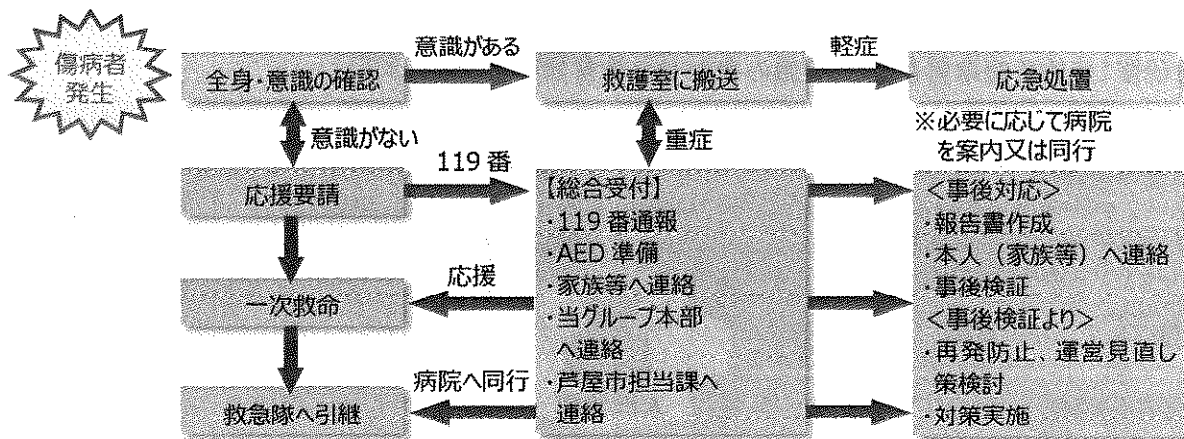 傷病者
発生
全身・意識の確認
意識がある
救護室に搬送
軽症
応急処置
※必要に応じて病院
を案内又は同行
意識がない
重症
応援要請
119 番
【総合受付】
・119 番通報
・AED 準備
・家族等へ連絡
・当グループ本部
へ連絡
・芦屋市担当課へ
連絡
<事後対応>
・報告書作成
・本人（家族等）へ連絡
・事後検証
<事後検証より>
・再発防止、運営見直し
策検討
・対策実施
応援
一次救命
病院へ同行
救急隊へ引継